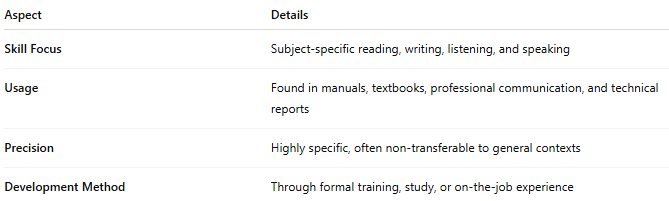 Aspect Details
Skill Focus Subject-specific reading, writing, listening, and speaking
Usage Found in manuals, textbooks, professional communication, and technical
reports
Precision Highly specific, often non-transferable to general contexts
Development Method Through formal training, study, or on-the-job experience